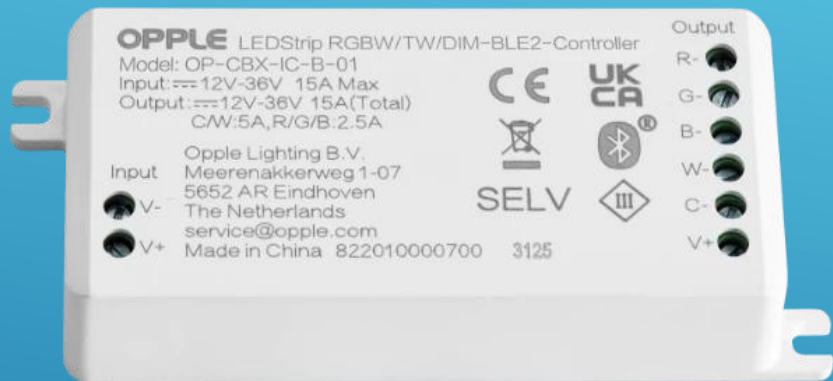 OPPLE LEDStrip RGBW/TW/DIM-BLE2-Controller
Model: OP-CBX-IC-B-01
Input:⎓12V-36V 15A Max
Output:⎓12V-36V 15A(Total)
C/W:5A,R/G/B:2.5A
Opple Lighting B.V.
Meerenakkerweg 1-07
5652 AR Eindhoven
The Netherlands
service@opple.com
Made in China 822010000700 3125
Input
V-
V+
CE
UK
CA
®
SELV
III
Output
R-
G-
B-
W-
C-
V+